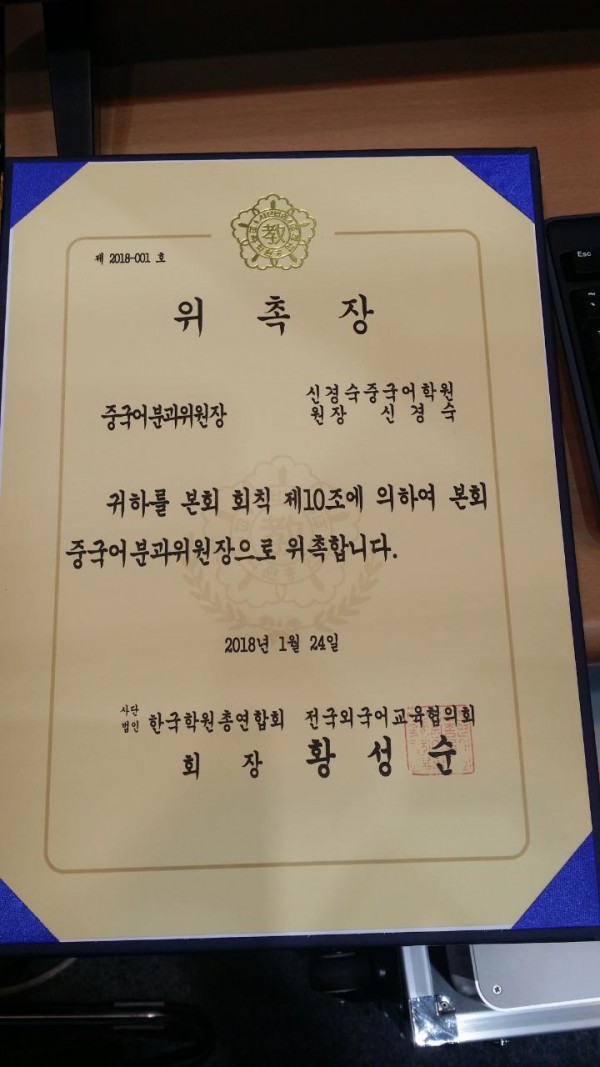 教
제 2018-001 호
위 촉 장
중국어분과위원장
신경숙중국어학원
원장 신 경 숙
귀하를 본회 회칙 제10조에 의하여 본회
중국어분과위원장으로 위촉합니다.
2018년 1월 24일
사단
법인 한국학원총연합회 전국외국어교육협의회
회 장 황 성 순
Esc